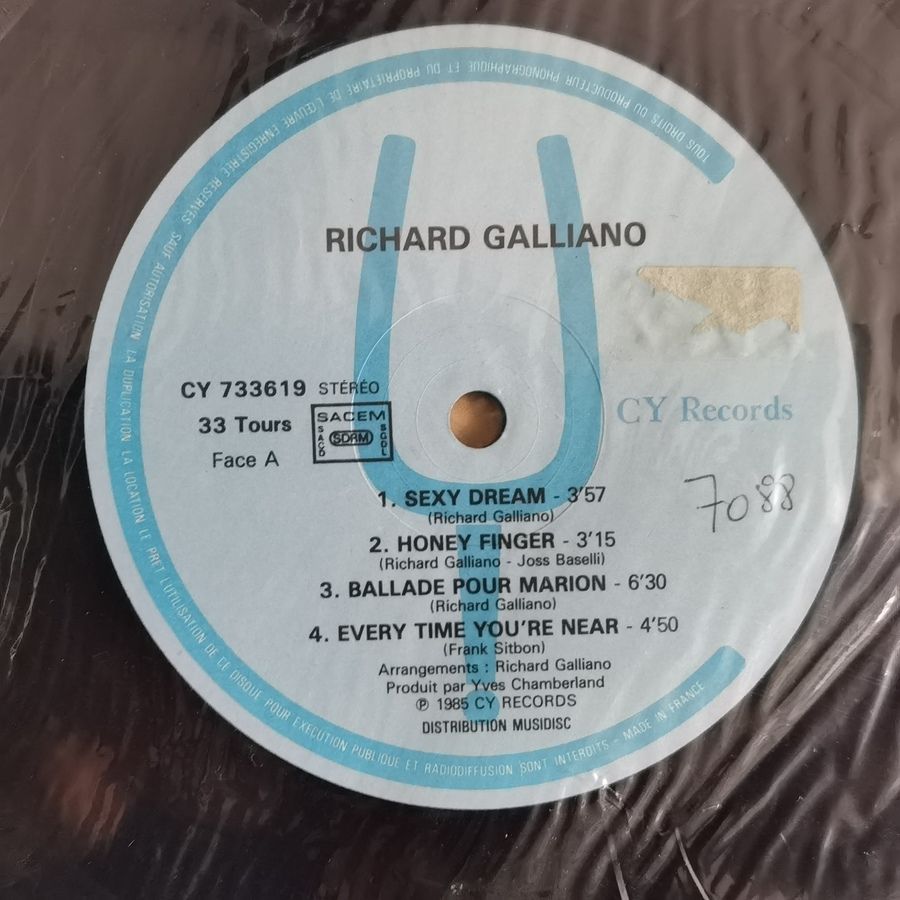 TOUS DROITS DU PRODUCTEUR PHONOGRAPHIQUE ET DU PROPRIÉTAIRE DE L'ŒUVRE ENREGISTRÉE RÉSERVÉS SAUF AUTORISATION LA DUPLICATION LA LOCATION LE PRET L'UTILISATION DE CE DISQUE POUR EXECUTION PUBLIQUE ET RADIODIFFUSION SONT INTERDITS - MADE IN FRANCE
RICHARD GALLIANO
CY 733619 STÉRÉO
33 Tours
Face A
SACEM
SACD
SDRM
SGDL
CY Records
7088
1. SEXY DREAM - 3'57
(Richard Galliano)
2. HONEY FINGER - 3'15
(Richard Galliano - Joss Baselli)
3. BALLADE POUR MARION - 6'30
(Richard Galliano)
4. EVERY TIME YOU'RE NEAR - 4'50
(Frank Sitbon)
Arrangements : Richard Galliano
Produit par Yves Chamberland
℗ 1985 CY RECORDS
DISTRIBUTION MUSIDISC